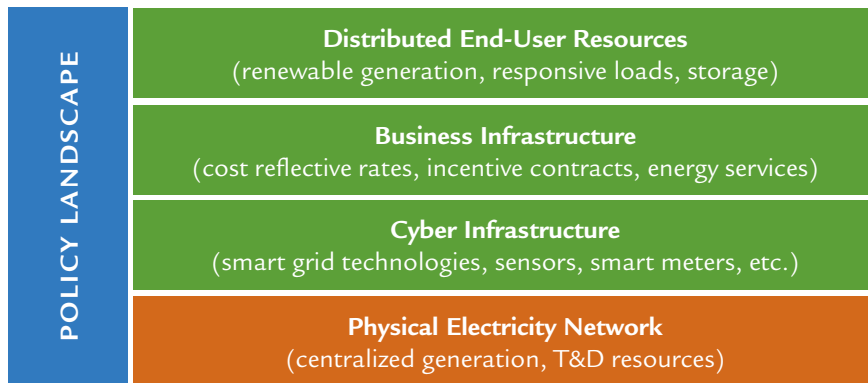 POLICY LANDSCAPE
Distributed End-User Resources
(renewable generation, responsive loads, storage)
Business Infrastructure
(cost reflective rates, incentive contracts, energy services)
Cyber Infrastructure
(smart grid technologies, sensors, smart meters, etc.)
Physical Electricity Network
(centralized generation, T&D resources)